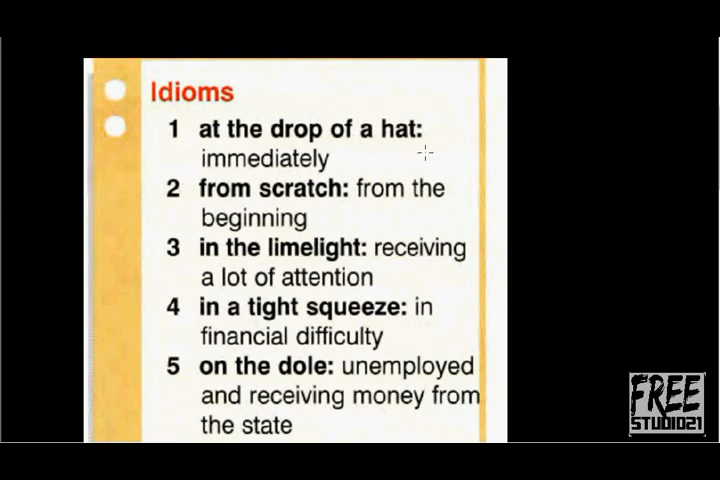 Idioms
1 at the drop of a hat:
immediately
2 from scratch: from the
beginning
3 in the limelight: receiving
a lot of attention
4 in a tight squeeze: in
financial difficulty
5 on the dole: unemployed
and receiving money from
the state
FREE
STUDIO21